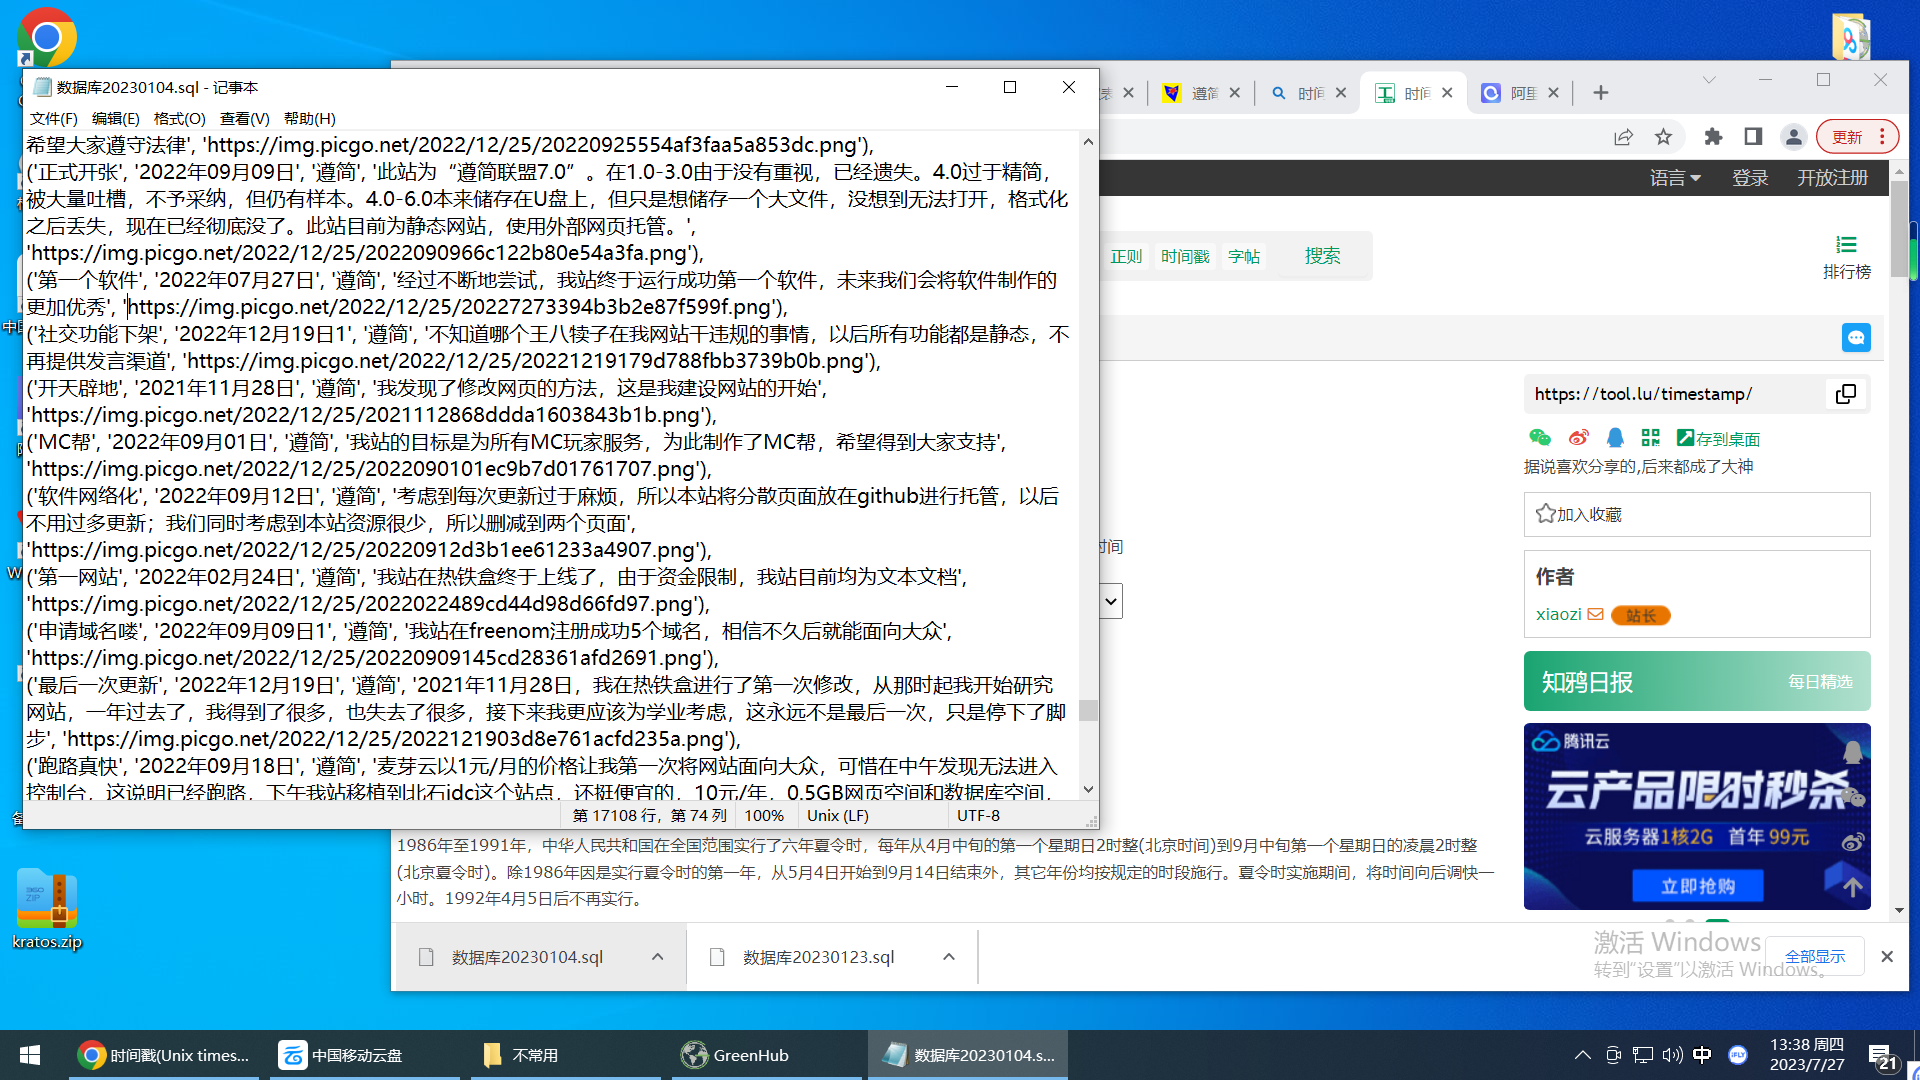 数据库20230104.sql - 记事本
文件(F)  编辑(E)  格式(O)  查看(V)  帮助(H)
希望大家遵守法律', 'https://img.picgo.net/2022/12/25/20220925554af3faa5a853dc.png'),
('正式开张', '2022年09月09日', '遵简', '此站为“遵简联盟7.0”。在1.0-3.0由于没有重视，已经遗失。4.0过于精简，
被大量吐槽，不予采纳，但仍有样本。4.0-6.0本来储存在U盘上，但只是想储存一个大文件，没想到无法打开，格式化
之后丢失，现在已经彻底没了。此站目前为静态网站，使用外部网页托管。',
'https://img.picgo.net/2022/12/25/2022090966c122b80e54a3fa.png'),
('第一个软件', '2022年07月27日', '遵简', '经过不断地尝试，我站终于运行成功第一个软件，未来我们会将软件制作的
更加优秀', 'https://img.picgo.net/2022/12/25/20227273394b3b2e87f599f.png'),
('社交功能下架', '2022年12月19日1', '遵简', '不知道哪个王八犊子在我网站干违规的事情，以后所有功能都是静态，不
再提供发言渠道', 'https://img.picgo.net/2022/12/25/20221219179d788fbb3739b0b.png'),
('开天辟地', '2021年11月28日', '遵简', '我发现了修改网页的方法，这是我建设网站的开始',
'https://img.picgo.net/2022/12/25/2021112868ddda1603843b1b.png'),
('MC帮', '2022年09月01日', '遵简', '我站的目标是为所有MC玩家服务，为此制作了MC帮，希望得到大家支持',
'https://img.picgo.net/2022/12/25/2022090101ec9b7d01761707.png'),
('软件网络化', '2022年09月12日', '遵简', '考虑到每次更新过于麻烦，所以本站将分散页面放在github进行托管，以后
不用过多更新；我们同时考虑到本站资源很少，所以删减到两个页面',
'https://img.picgo.net/2022/12/25/20220912d3b1ee61233a4907.png'),
('第一网站', '2022年02月24日', '遵简', '我站在热铁盒终于上线了，由于资金限制，我站目前均为文本文档',
'https://img.picgo.net/2022/12/25/2022022489cd44d98d66fd97.png'),
('申请域名喽', '2022年09月09日1', '遵简', '我站在freenom注册成功5个域名，相信不久后就能面向大众',
'https://img.picgo.net/2022/12/25/20220909145cd28361afd2691.png'),
('最后一次更新', '2022年12月19日', '遵简', '2021年11月28日，我在热铁盒进行了第一次修改，从那时起我开始研究
网站，一年过去了，我得到了很多，也失去了很多，接下来我更应该为学业考虑，这永远不是最后一次，只是停下了脚
步', 'https://img.picgo.net/2022/12/25/2022121903d8e761acfd235a.png'),
('跑路真快', '2022年09月18日', '遵简', '麦芽云以1元/月的价格让我第一次将网站面向大众，可惜在中午发现无法进入
控制台，这说明已经跑路，下午我站移植到北石idc这个站点，还挺便宜的，10元/年，0.5GB网页空间和数据库空间，
第 17108 行，第 74 列  100%  Unix (LF)  UTF-8
遵简  时间  时间  阿里
更新
语言  登录  开放注册
正则  时间戳  字帖  搜索
排行榜
https://tool.lu/timestamp/
存到桌面
据说喜欢分享的,后来都成了大神
加入收藏
时间
作者
xiaozi  站长
知鸦日报  每日精选
腾讯云
云产品限时秒杀
云服务器1核2G  首年99元
立即抢购
1986年至1991年，中华人民共和国在全国范围实行了六年夏令时，每年从4月中旬的第一个星期日2时整(北京时间)到9月中旬第一个星期日的凌晨2时整
(北京夏令时)。除1986年因是实行夏令时的第一年，从5月4日开始到9月14日结束外，其它年份均按规定的时段施行。夏令时实施期间，将时间向后调快一
小时。1992年4月5日后不再实行。
kratos.zip
数据库20230104.sql  数据库20230123.sql  全部显示
激活 Windows
转到“设置”以激活 Windows。
时间戳(Unix times...  中国移动云盘  不常用  GreenHub  数据库20230104.s...
中  iFLY  13:38 周四
2023/7/27  21